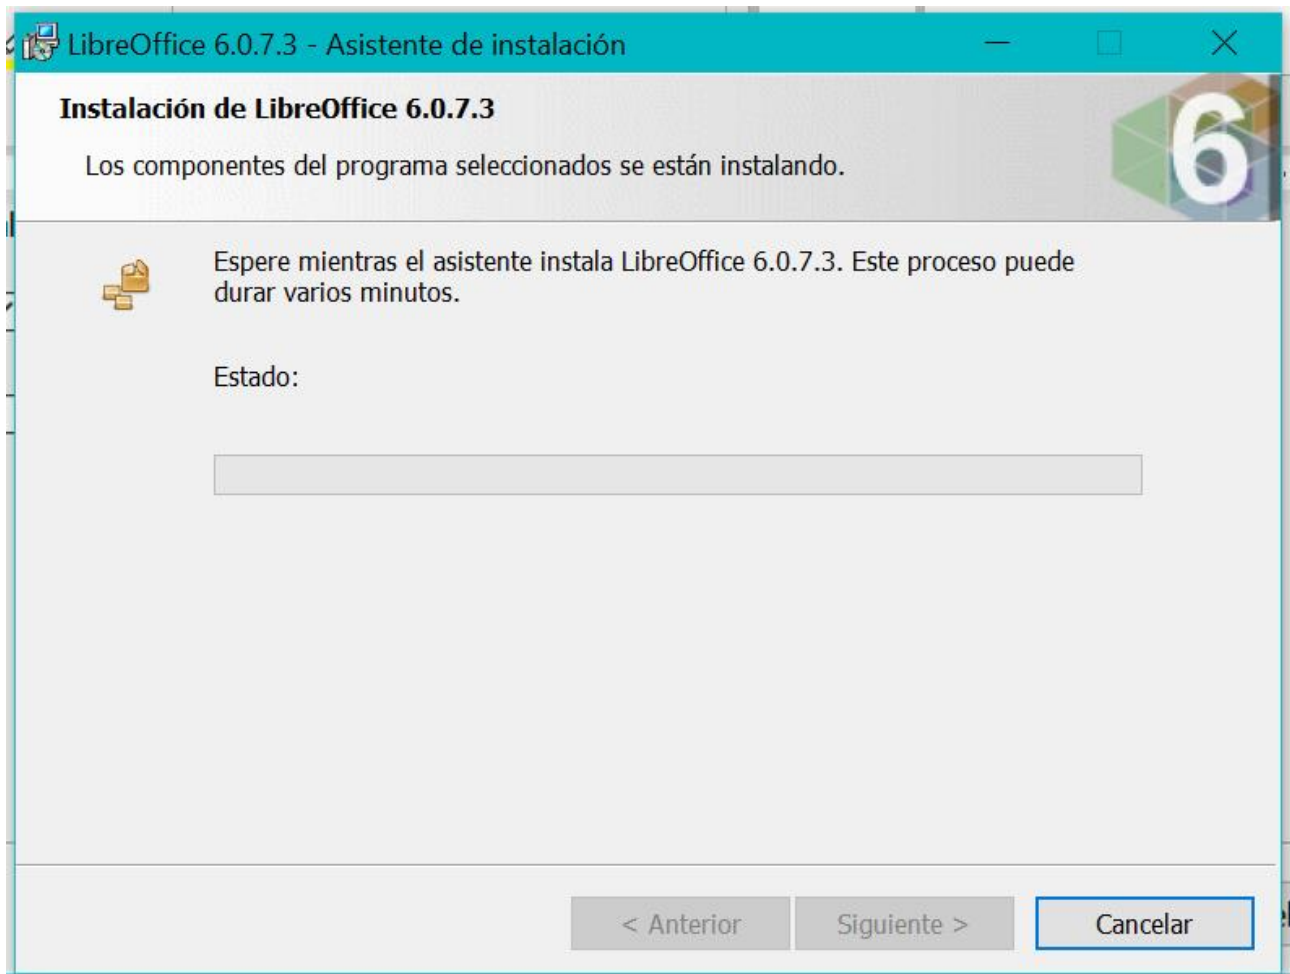 LibreOffice 6.0.7.3 - Asistente de instalación
Instalación de LibreOffice 6.0.7.3
Los componentes del programa seleccionados se están instalando.
6
Espere mientras el asistente instala LibreOffice 6.0.7.3. Este proceso puede
durar varios minutos.
Estado:
< Anterior
Siguiente >
Cancelar